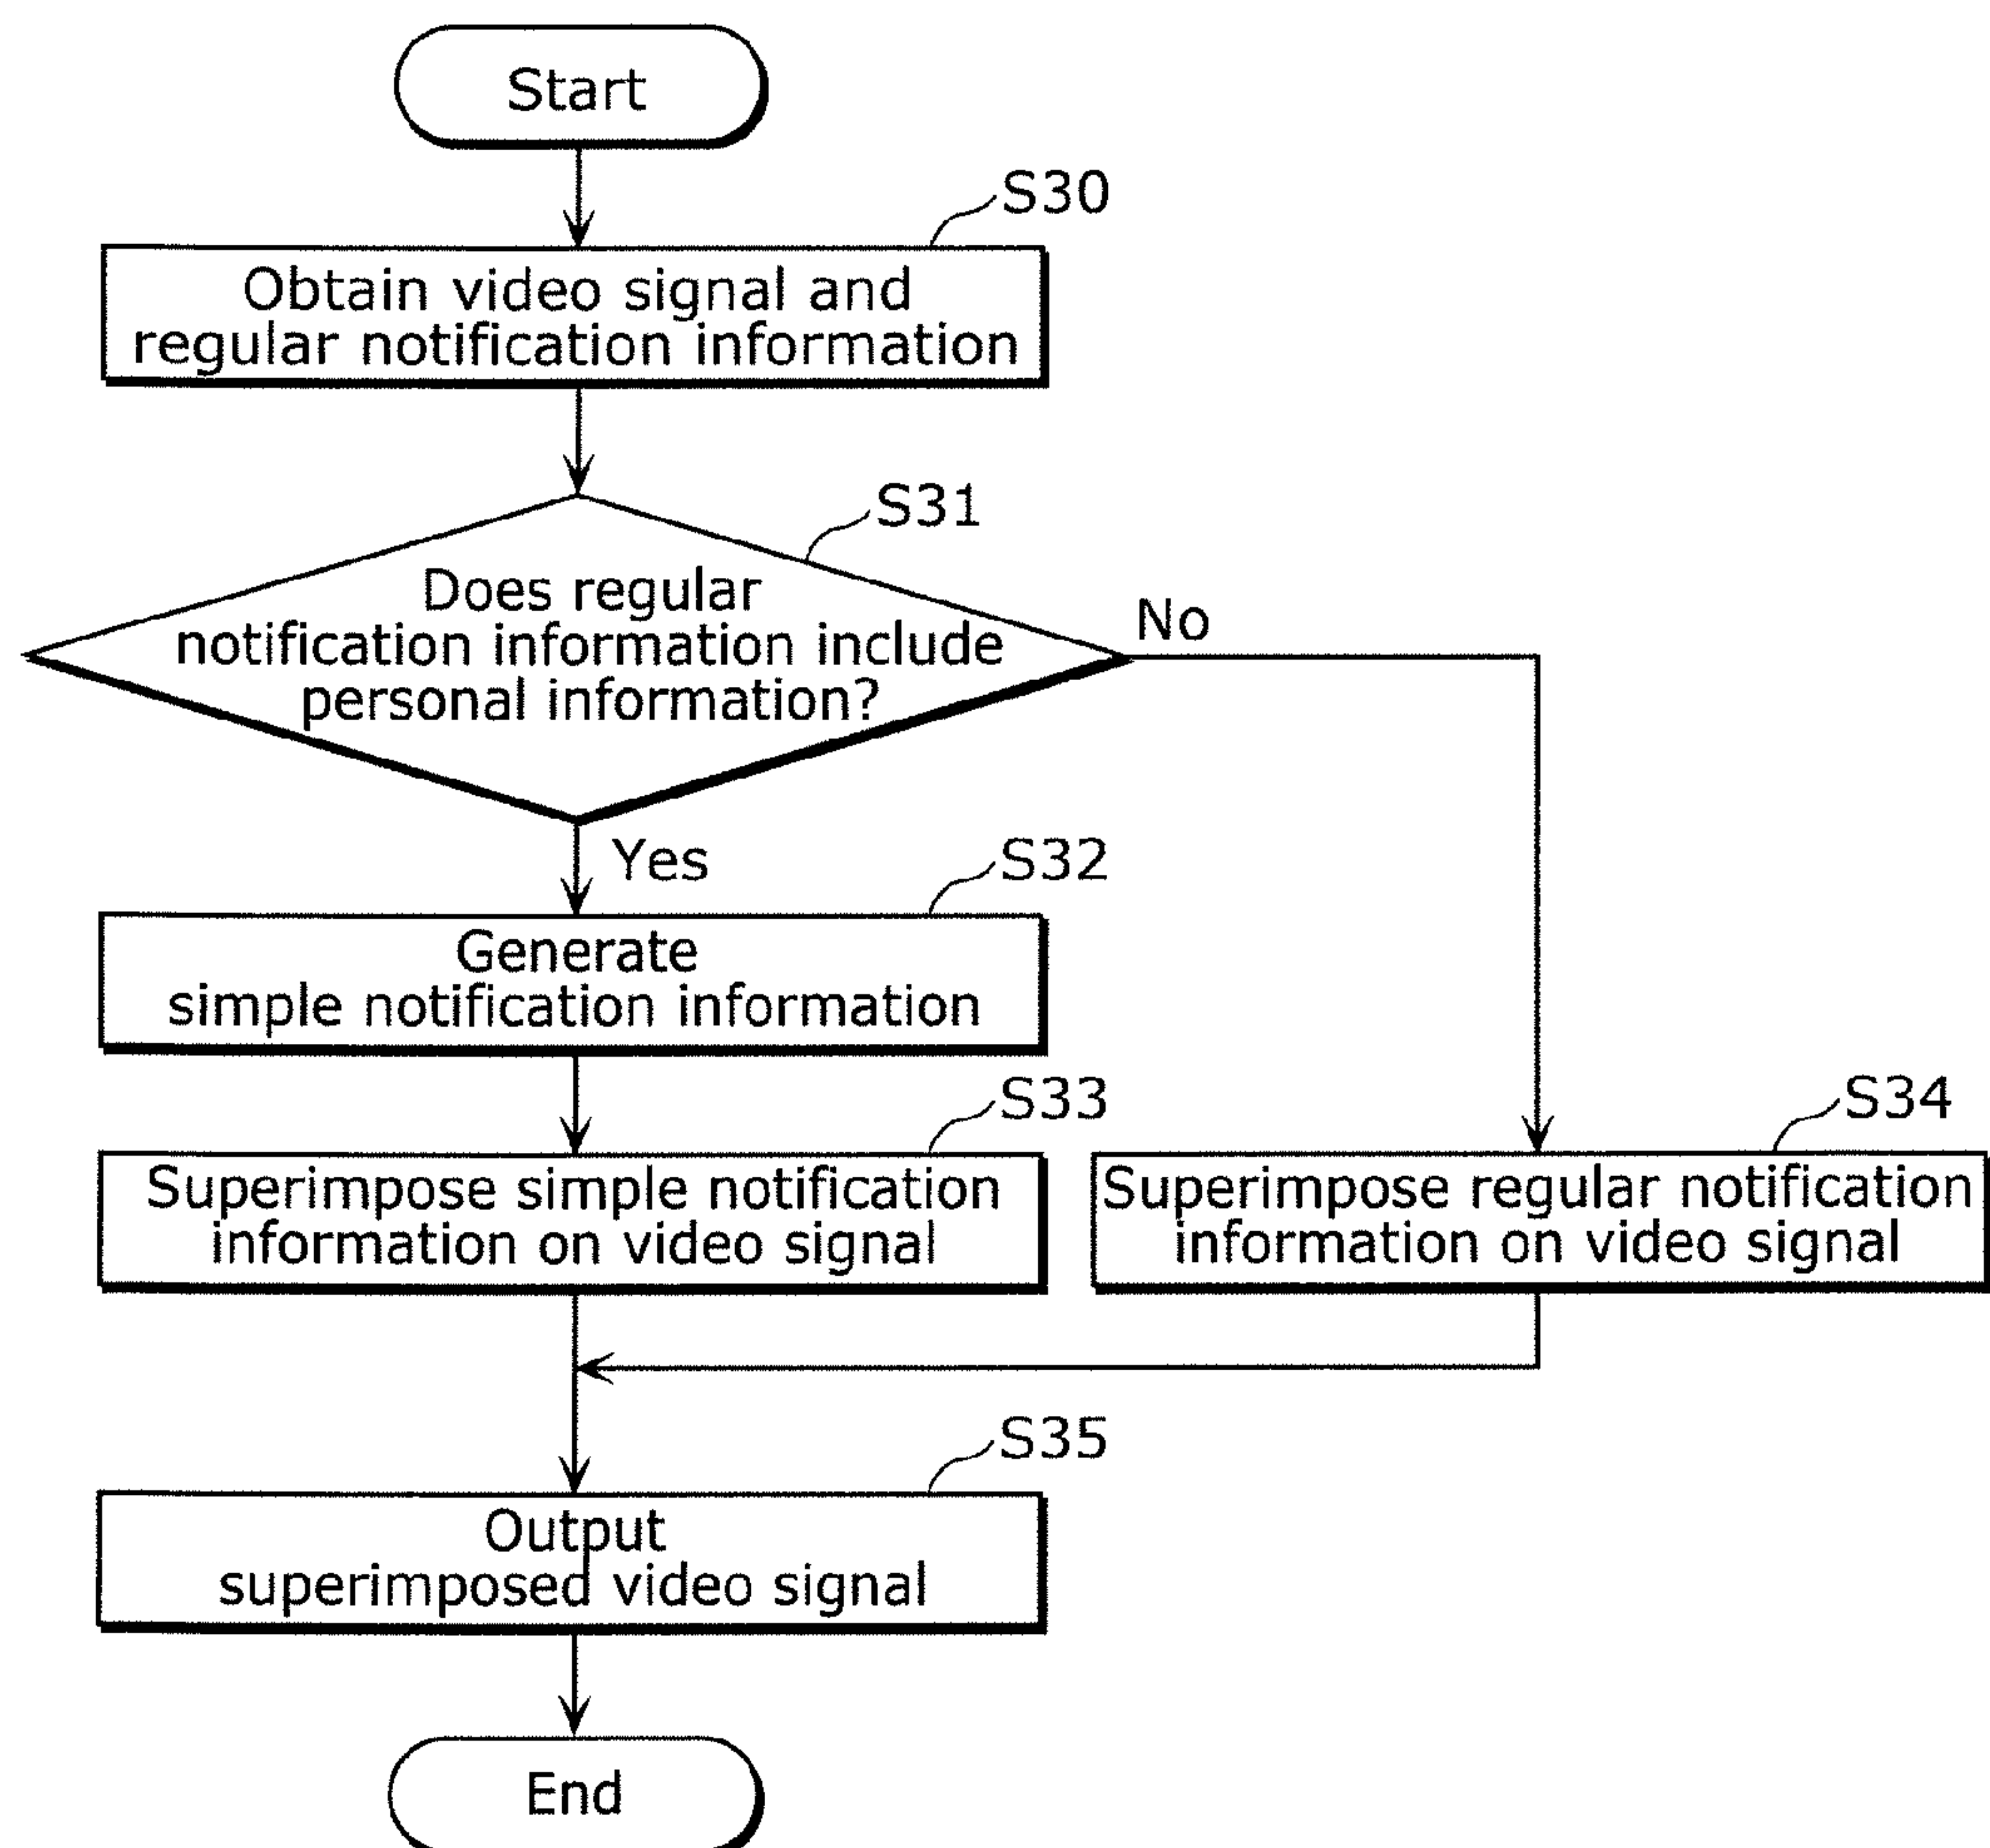 Start
S30
Obtain video signal and
regular notification information
S31
Does regular
notification information include
personal information?
No
Yes
S32
Generate
simple notification information
S33
Superimpose simple notification
information on video signal
S34
Superimpose regular notification
information on video signal
S35
Output
superimposed video signal
End